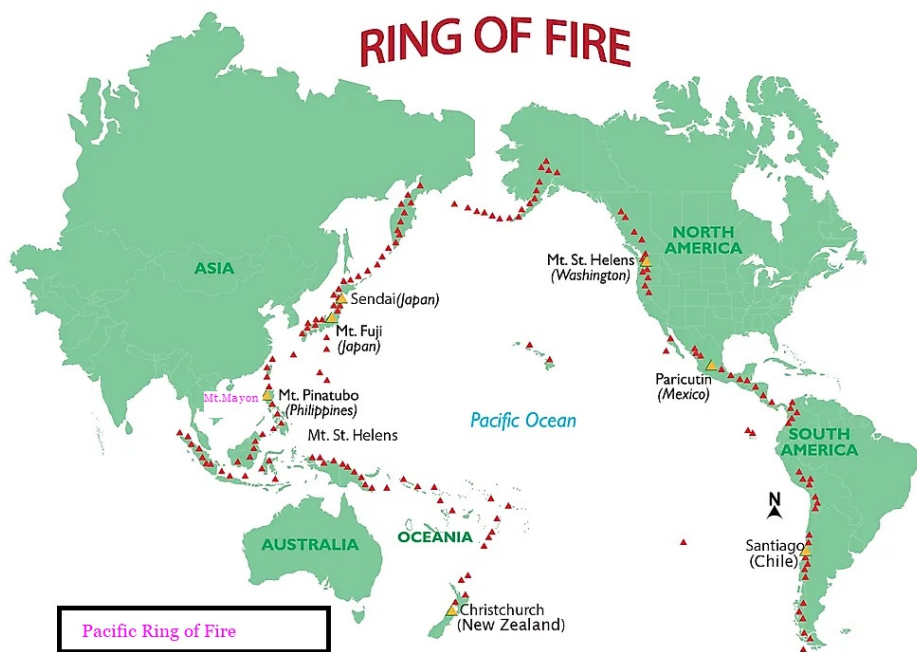 RING OF FIRE
ASIA
NORTH
AMERICA
Mt. St. Helens
(Washington)
Sendai(Japan)
Mt. Fuji
(Japan)
Mt.Mayon
Mt. Pinatubo
(Philippines)
Paricutin
(Mexico)
Mt. St. Helens
Pacific Ocean
SOUTH
AMERICA
N
AUSTRALIA
OCEANIA
Santiago
(Chile)
Christchurch
(New Zealand)
Pacific Ring of Fire